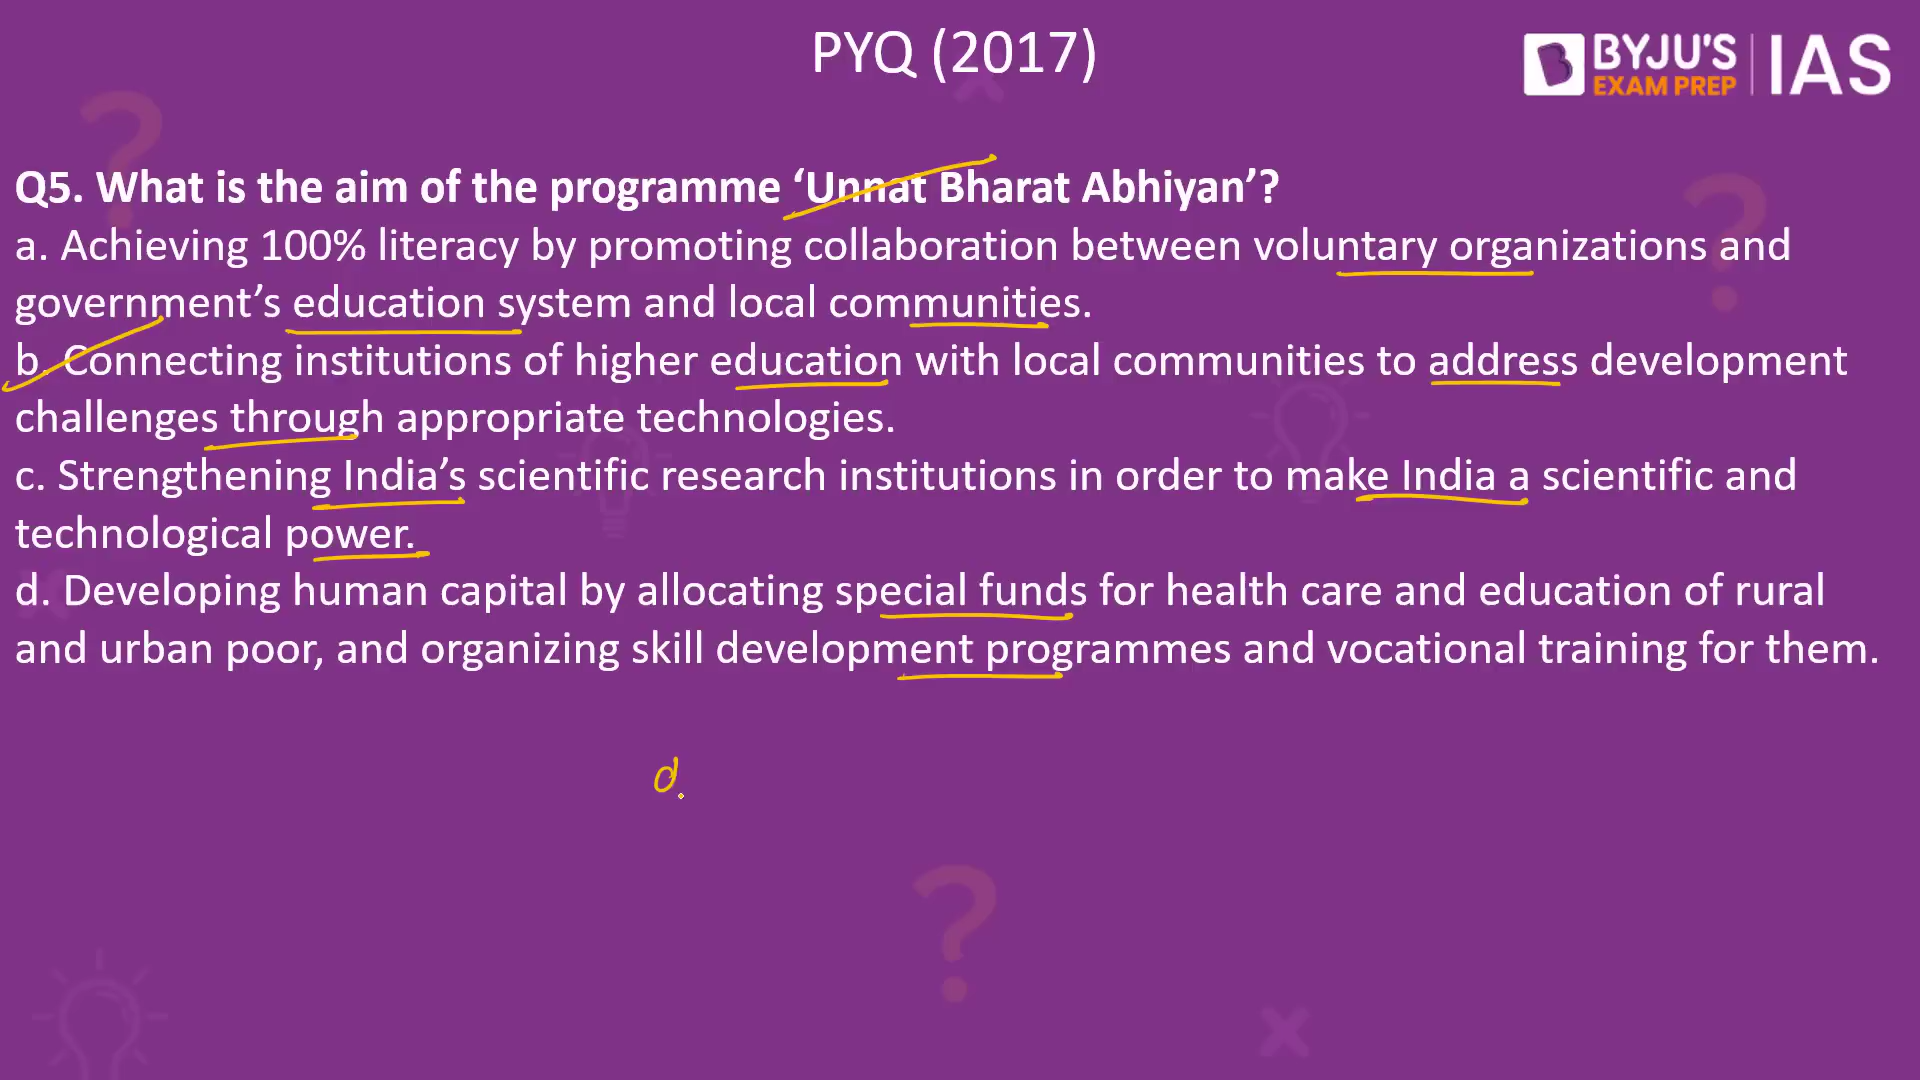 PYQ (2017)
BYJU'S
EXAM PREP
IAS
Q5. What is the aim of the programme ‘Unnat Bharat Abhiyan’?
a. Achieving 100% literacy by promoting collaboration between voluntary organizations and
government’s education system and local communities.
b. Connecting institutions of higher education with local communities to address development
challenges through appropriate technologies.
c. Strengthening India’s scientific research institutions in order to make India a scientific and
technological power.
d. Developing human capital by allocating special funds for health care and education of rural
and urban poor, and organizing skill development programmes and vocational training for them.
d.